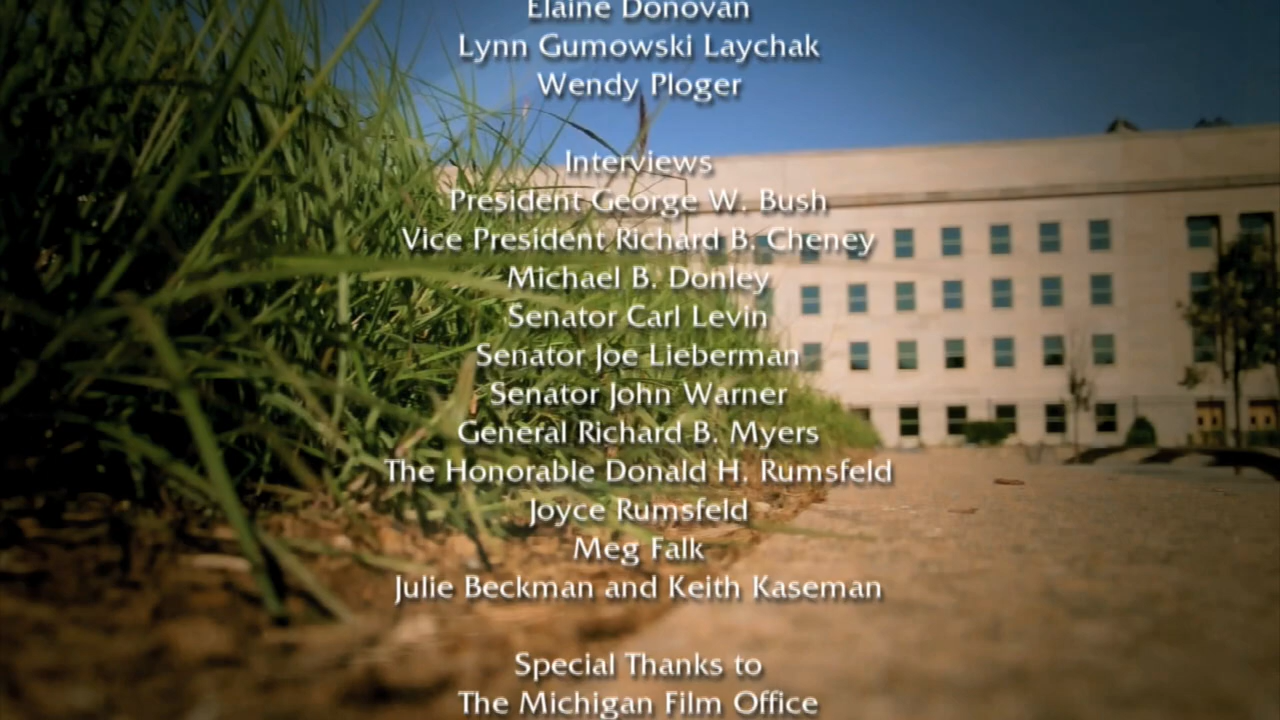 Elaine Donovan
Lynn Gumowski Laychak
Wendy Ploger
Interviews
President George W. Bush
Vice President Richard B. Cheney
Michael B. Donley
Senator Carl Levin
Senator Joe Lieberman
Senator John Warner
General Richard B. Myers
The Honorable Donald H. Rumsfeld
Joyce Rumsfeld
Meg Falk
Julie Beckman and Keith Kaseman
Special Thanks to
The Michigan Film Office